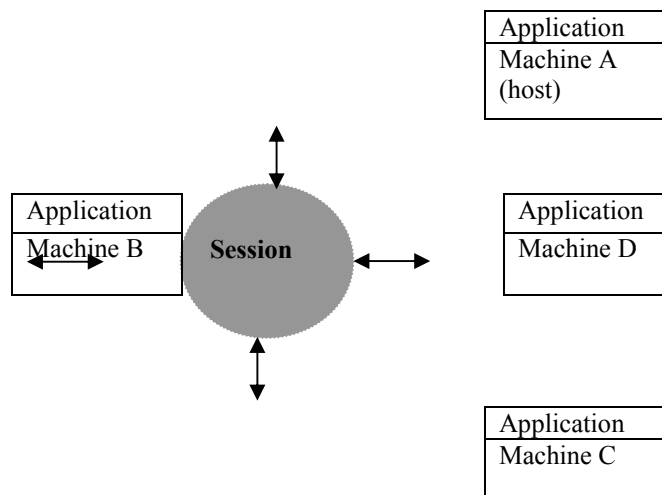 Application
Machine A
(host)
Application
Machine B
Session
Application
Machine D
Application
Machine C